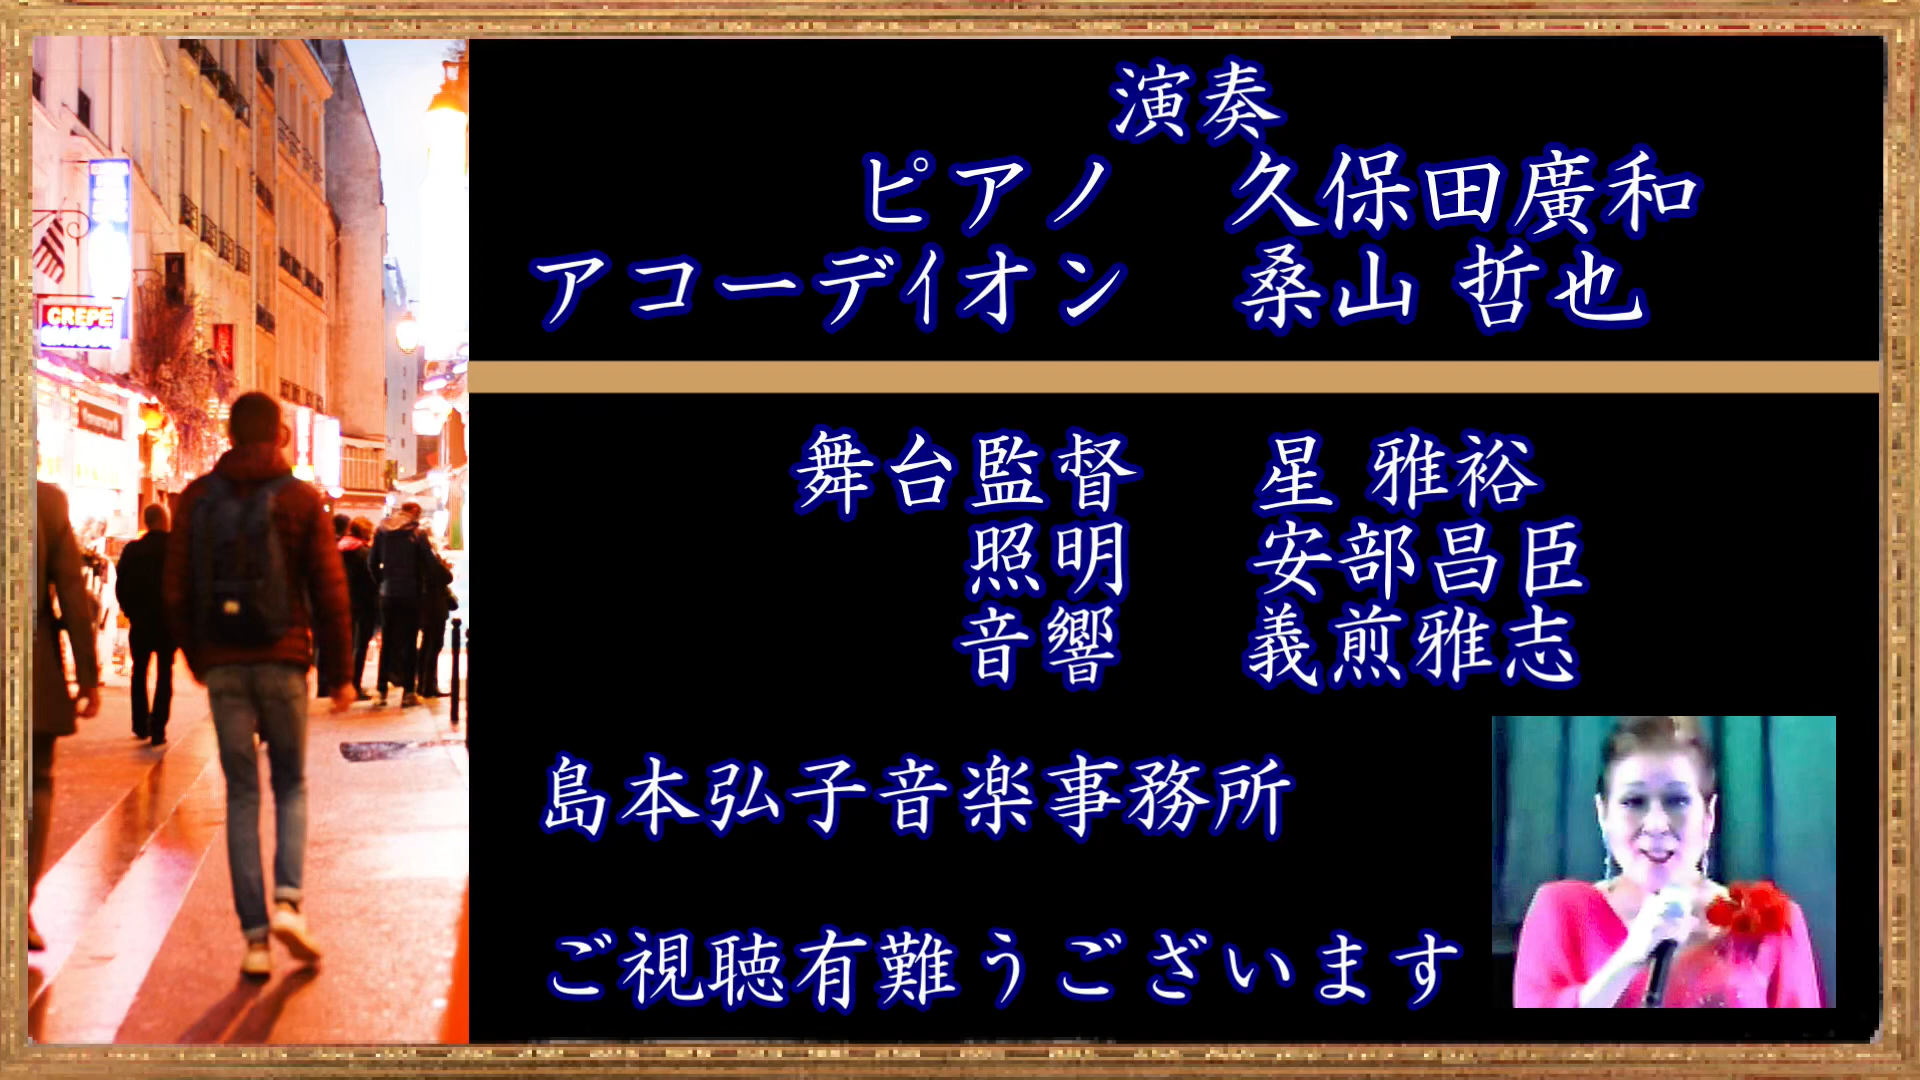 演奏
ピアノ 久保田廣和
アコーディオン 桑山 哲也
舞台監督 星 雅裕
照明 安部昌臣
音響 義煎雅志
島本弘子音楽事務所
ご視聴有難うございます
CREPE